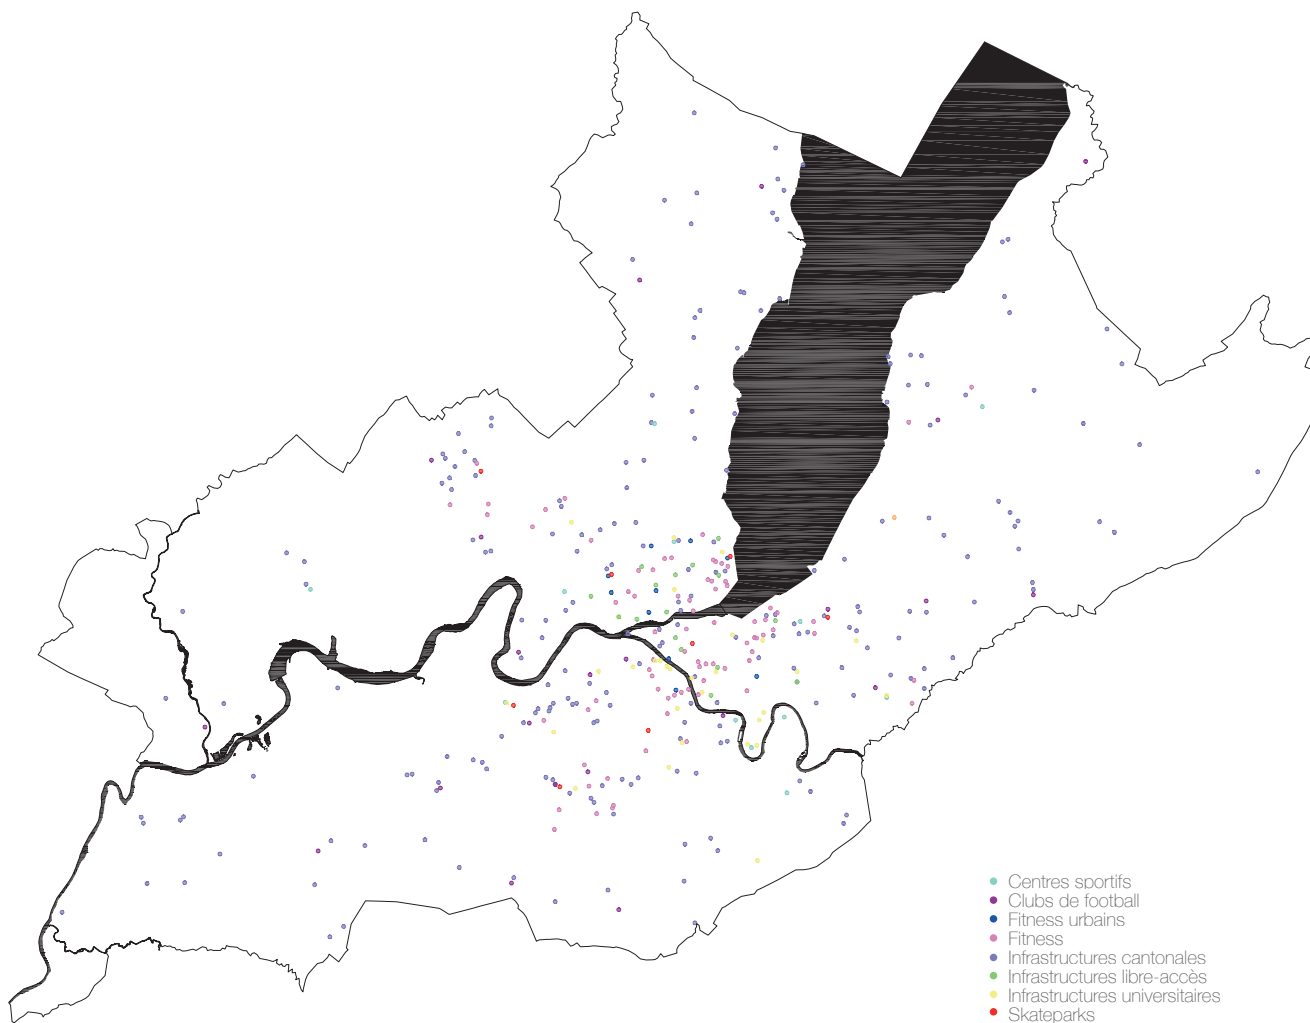 Centres sportifs
Clubs de football
Fitness urbains
Fitness
Infrastructures cantonales
Infrastructures libre-accès
Infrastructures universitaires
Skateparks